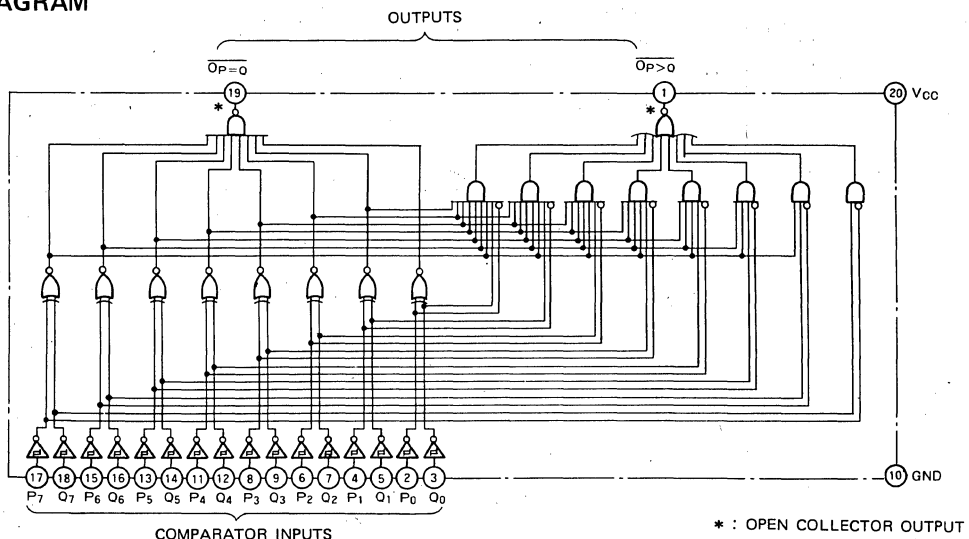 AGRAM
OUTPUTS
OP=Q
OP>Q
19
1
20 VCC
*
*
17 18 15 16 13 14 11 12 8 9 6 7 4 5 2 3
10 GND
P7 Q7 P6 Q6 P5 Q5 P4 Q4 P3 Q3 P2 Q2 P1 Q1 P0 Q0
COMPARATOR INPUTS
* : OPEN COLLECTOR OUTPUT